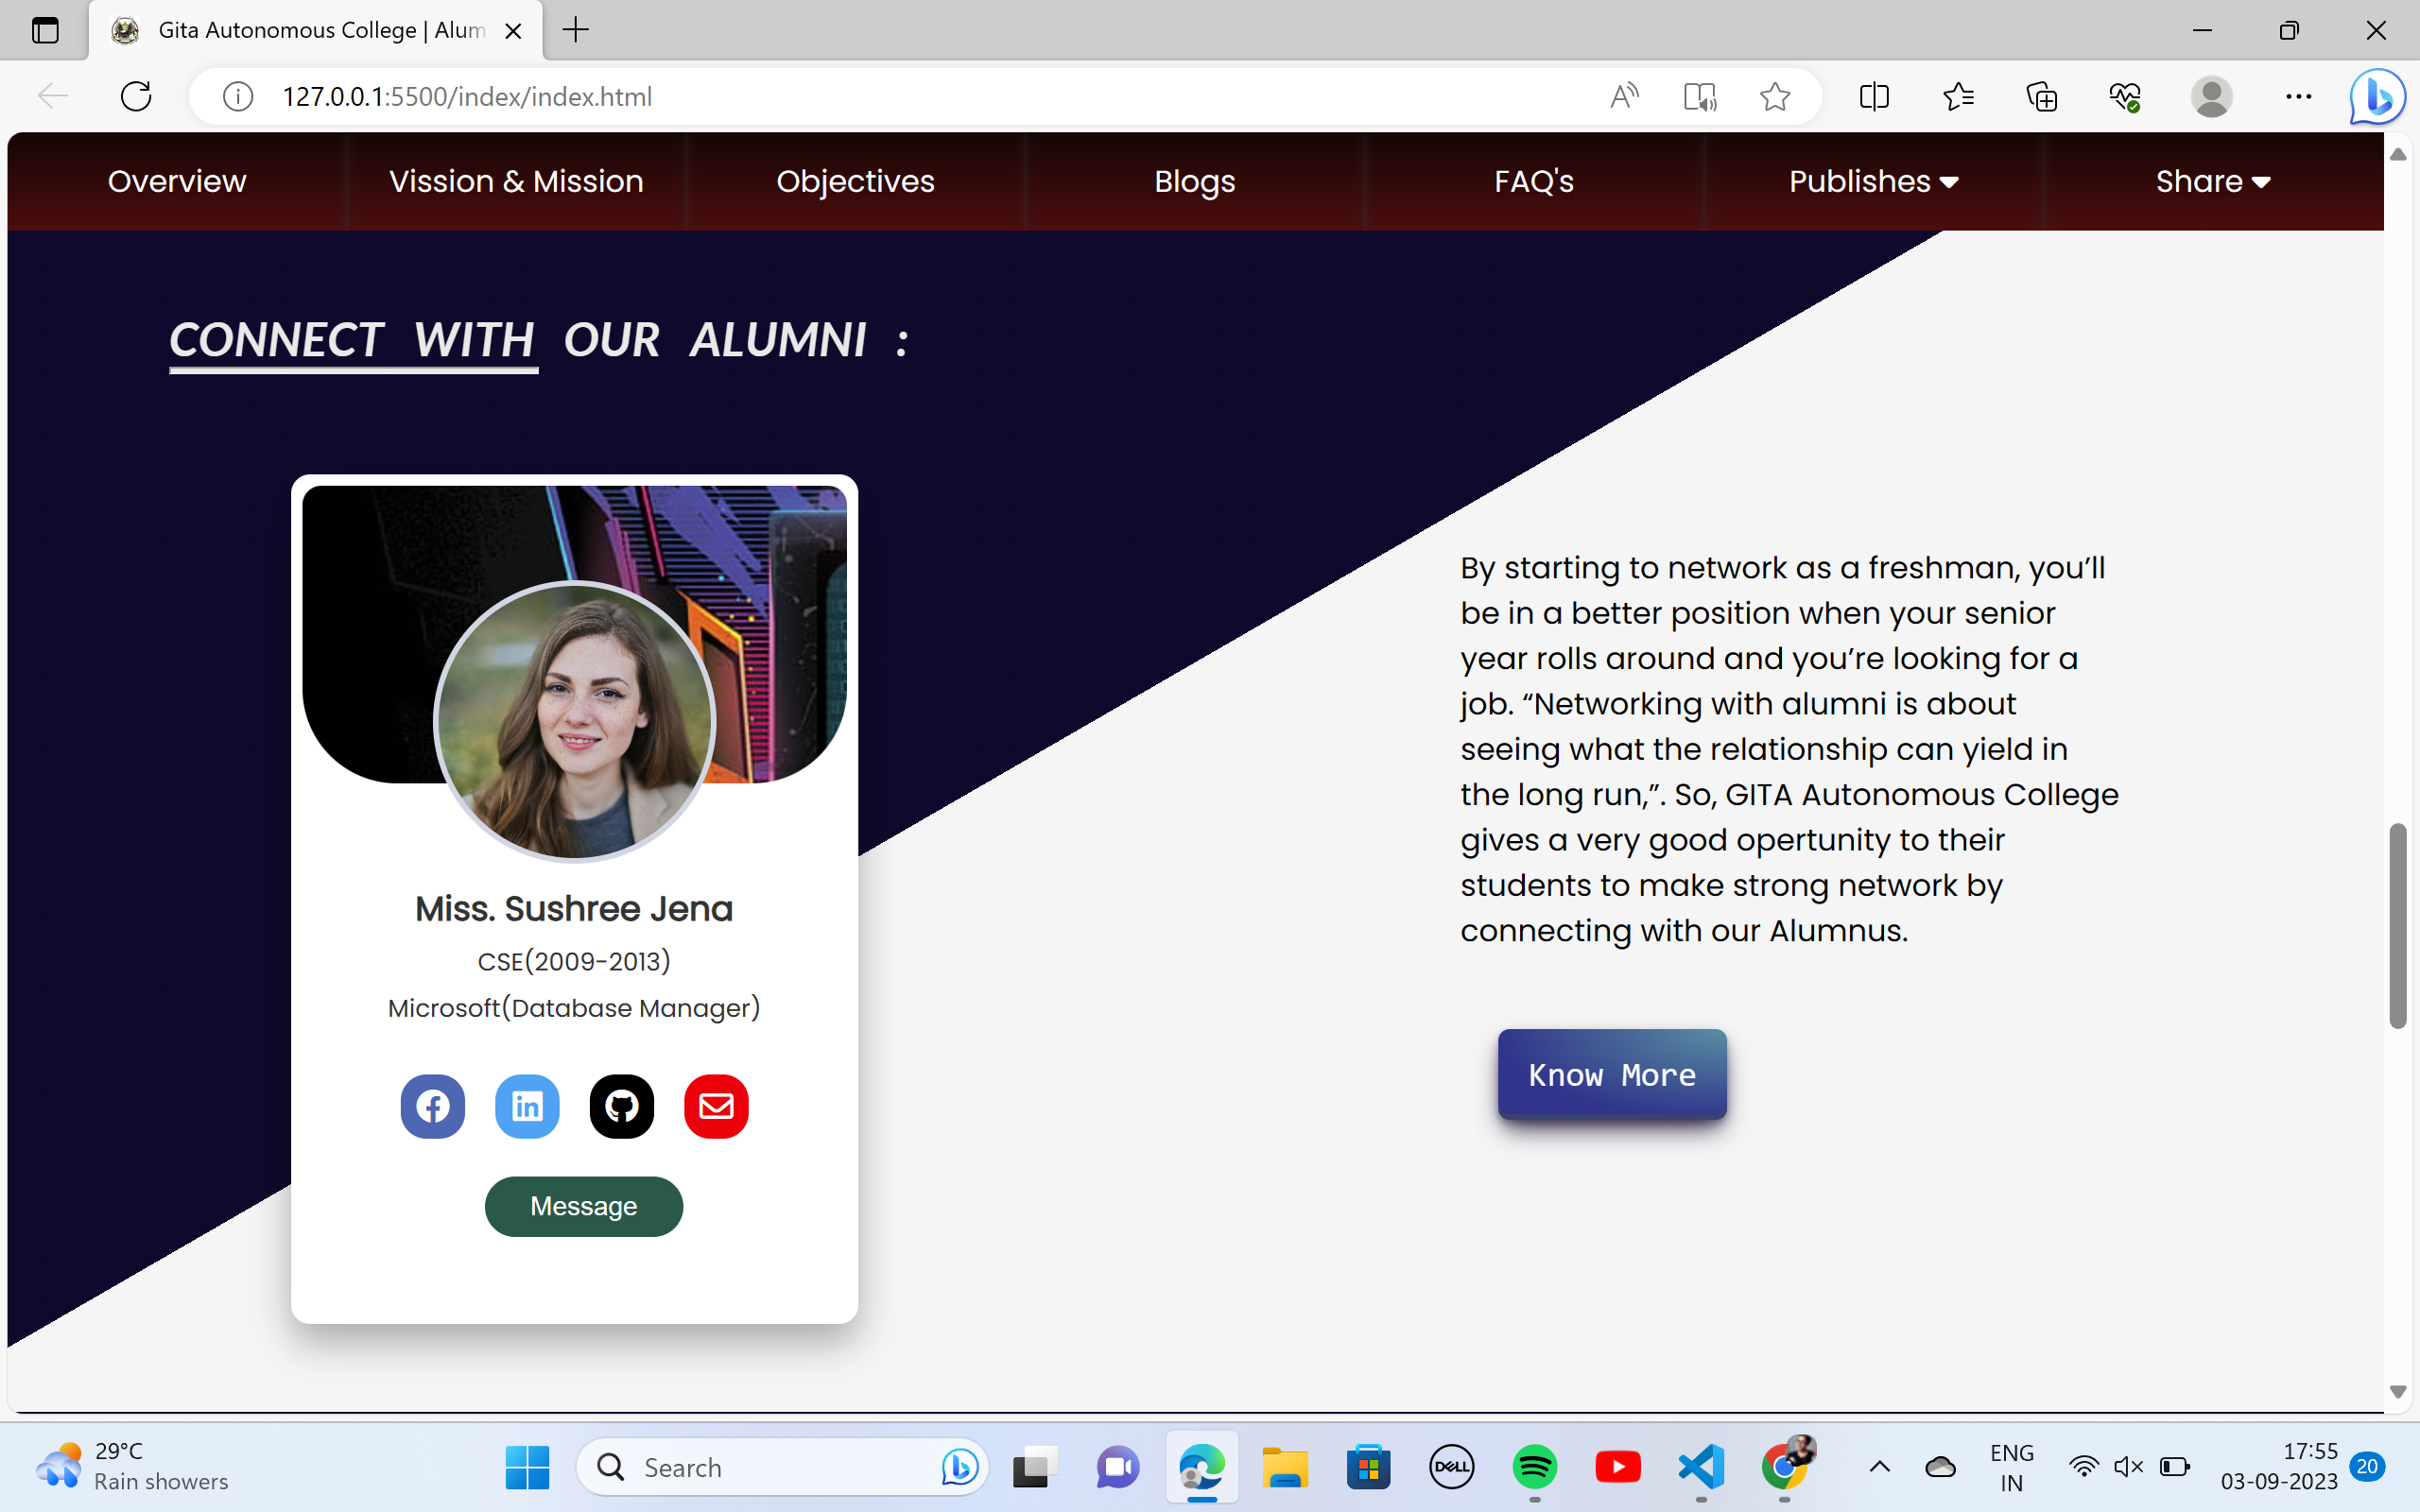 Gita Autonomous College | Alum
127.0.0.1:5500/index/index.html
Overview
Vission & Mission
Objectives
Blogs
FAQ's
Publishes
Share
CONNECT WITH OUR ALUMNI :
Miss. Sushree Jena
CSE(2009-2013)
Microsoft(Database Manager)
Message
By starting to network as a freshman, you’ll
be in a better position when your senior
year rolls around and you’re looking for a
job. “Networking with alumni is about
seeing what the relationship can yield in
the long run,”. So, GITA Autonomous College
gives a very good opertunity to their
students to make strong network by
connecting with our Alumnus.
Know More
29°C
Rain showers
Search
DELL
ENG
IN
17:55
03-09-2023
20